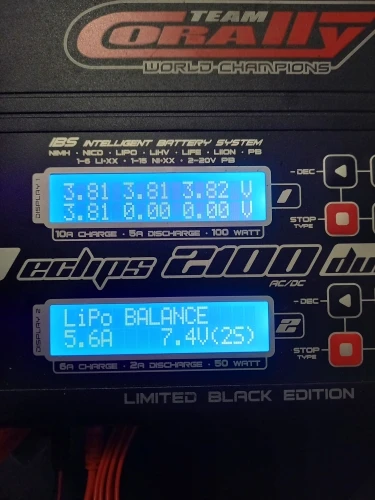 TEAM
CORALLY
WORLD CHAMPIONS
IBS INTELLIGENT BATTERY SYSTEM
NIMH · NICD · LIPO · LIHV · LIFE · LIION · PB
1-6 LI-XX · 1-15 NI-XX · 2-20V PB
DISPLAY 1
3.81 3.81 3.82 V
3.81 0.00 0.00 V
- DEC -
1
STOP
TYPE
10A CHARGE · 5A DISCHARGE · 100 WATT
eclips 2100
AC/DC
DISPLAY 2
LiPo BALANCE
5.6A 7.4V(2S)
- DEC -
2
STOP
TYPE
6A CHARGE · 2A DISCHARGE · 50 WATT
LIMITED BLACK EDITION